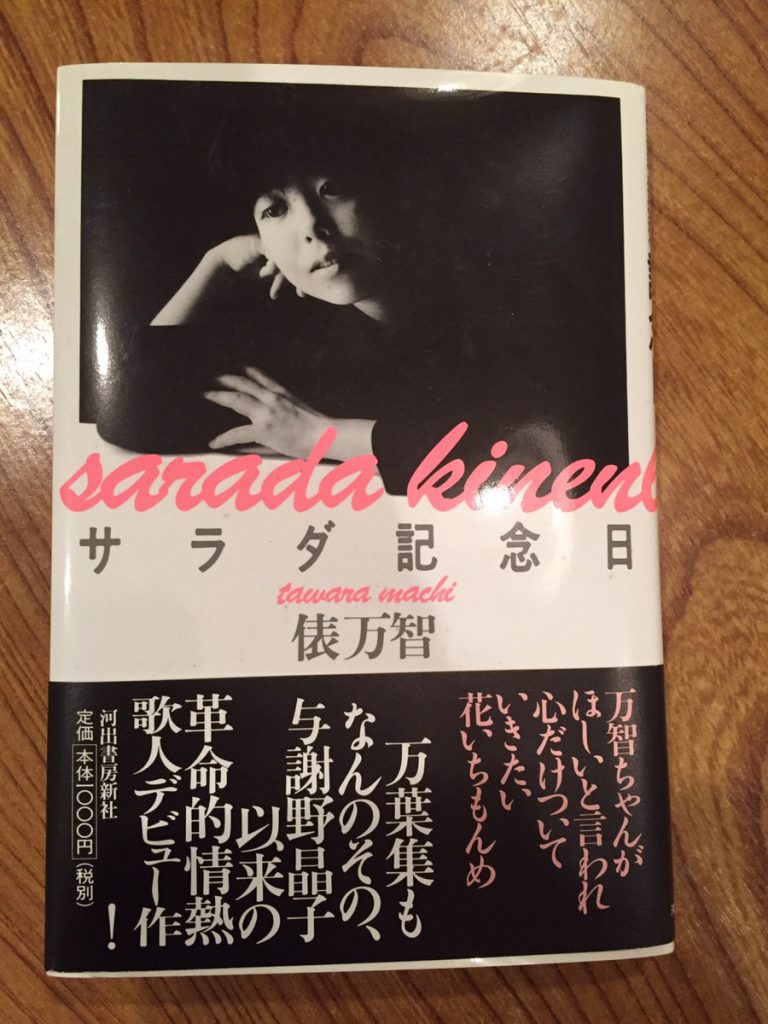 sarada kinenb
サラダ記念日
tawara machi
俵万智
万智ちゃんが
ほしいと言われ
心だけついて
いきたい
花いちもんめ
万葉集も
なんのその、
与謝野晶子
以来の
革命的情熱
歌人デビュー作
！
河出書房新社
定価 本体一〇〇〇円（税別）